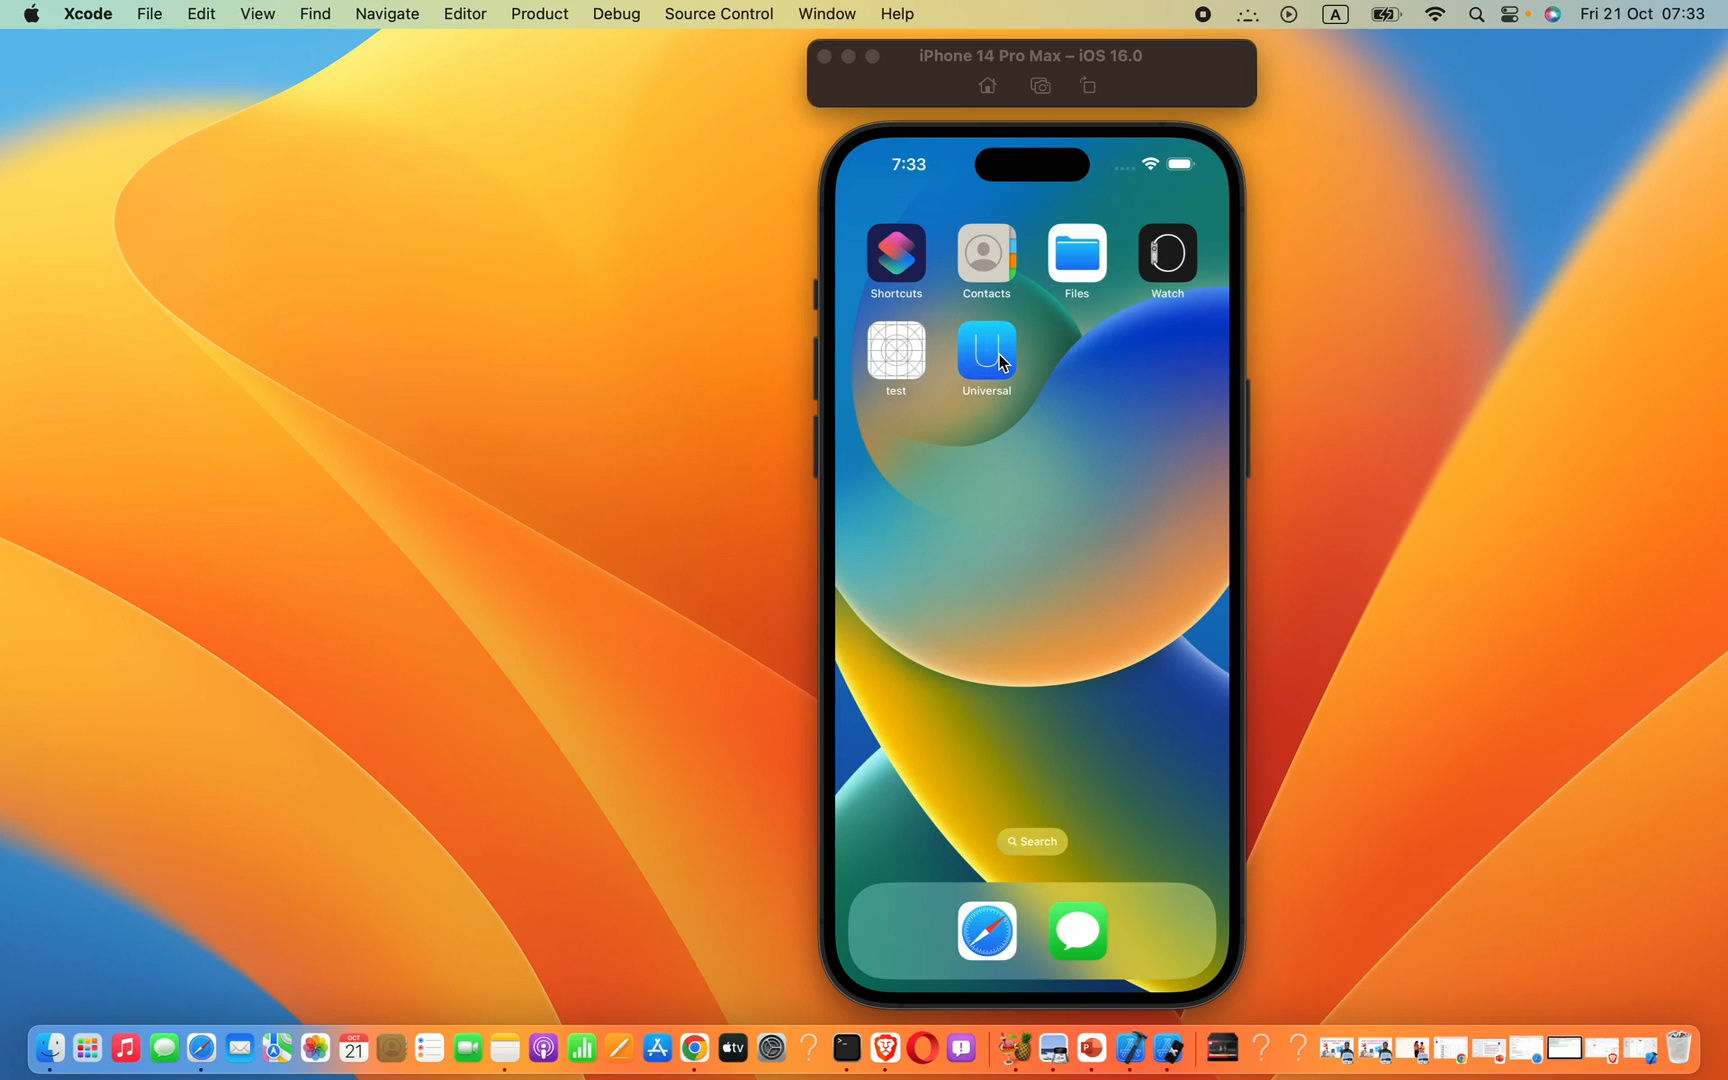 Xcode File Edit View Find Navigate Editor Product Debug Source Control Window Help A Fri 21 Oct 07:33
iPhone 14 Pro Max – iOS 16.0
7:33
Shortcuts Contacts Files Watch
U
test Universal
Search
OCT
21
tv